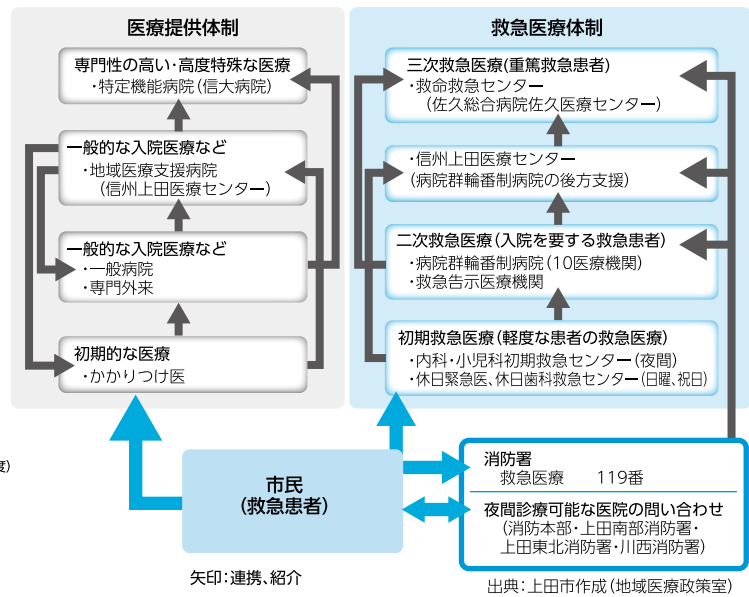 医療提供体制
専門性の高い・高度特殊な医療
・特定機能病院(信大病院)
一般的な入院医療など
・地域医療支援病院
(信州上田医療センター)
一般的な入院医療など
・一般病院
・専門外来
初期的な医療
・かかりつけ医
救急医療体制
三次救急医療(重篤救急患者)
・救命救急センター
(佐久総合病院佐久医療センター)
・信州上田医療センター
(病院群輪番制病院の後方支援)
二次救急医療(入院を要する救急患者)
・病院群輪番制病院(10医療機関)
・救急告示医療機関
初期救急医療(軽度な患者の救急医療)
・内科・小児科初期救急センター(夜間)
・休日緊急医、休日歯科救急センター(日曜、祝日)
度)
市民
(救急患者)
消防署
救急医療 119番
夜間診療可能な医院の問い合わせ
(消防本部・上田南部消防署・
上田東北消防署・川西消防署)
矢印:連携、紹介
出典:上田市作成(地域医療政策室)